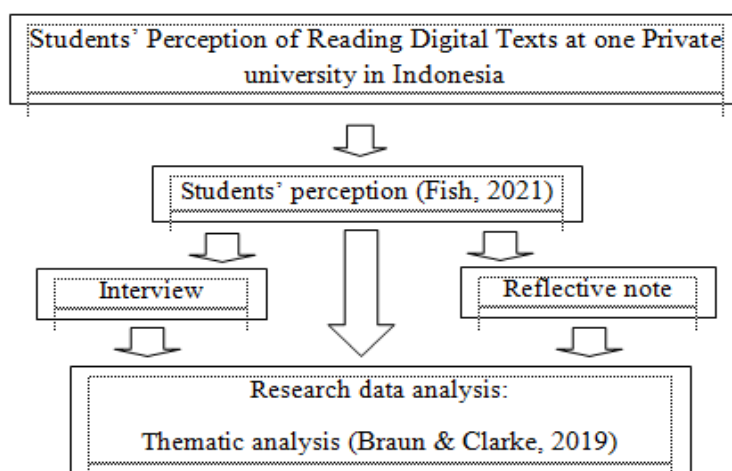 Students’ Perception of Reading Digital Texts at one Private
university in Indonesia
Students’ perception (Fish, 2021)
Interview
Reflective note
Research data analysis:
Thematic analysis (Braun & Clarke, 2019)